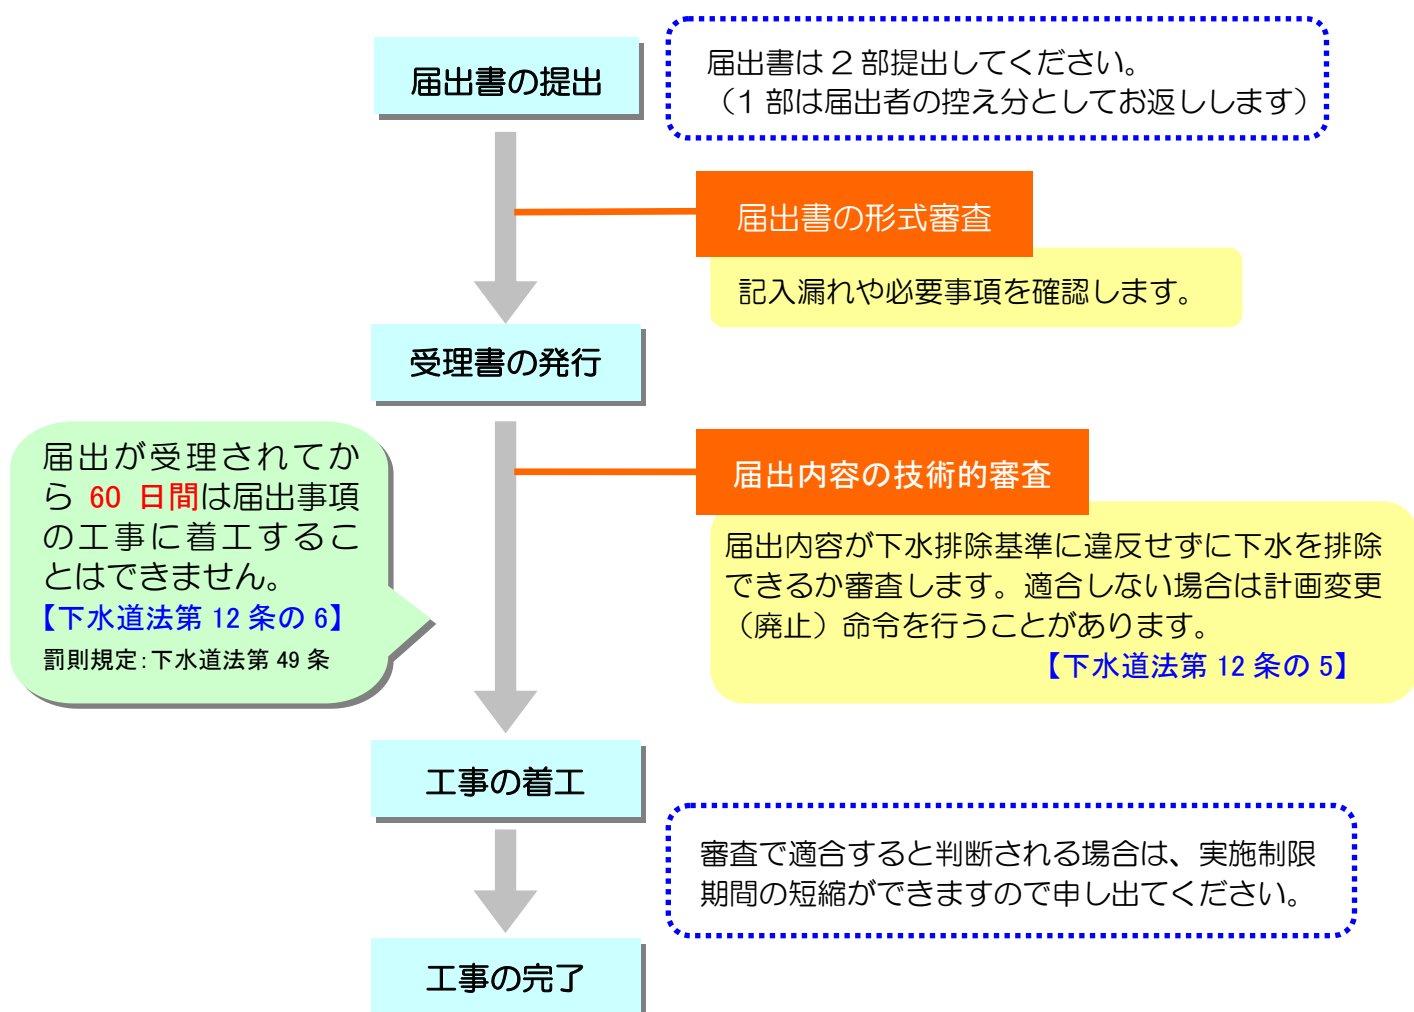 届出書の提出
届出書は２部提出してください。
（１部は届出者の控え分としてお返しします）
届出書の形式審査
記入漏れや必要事項を確認します。
受理書の発行
届出が受理されてか
ら 60 日間は届出事項
の工事に着工するこ
とはできません。
【下水道法第 12 条の 6】
罰則規定：下水道法第 49 条
届出内容の技術的審査
届出内容が下水排除基準に違反せずに下水を排除
できるか審査します。適合しない場合は計画変更
（廃止）命令を行うことがあります。
【下水道法第 12 条の 5】
工事の着工
審査で適合すると判断される場合は、実施制限
期間の短縮ができますので申し出てください。
工事の完了